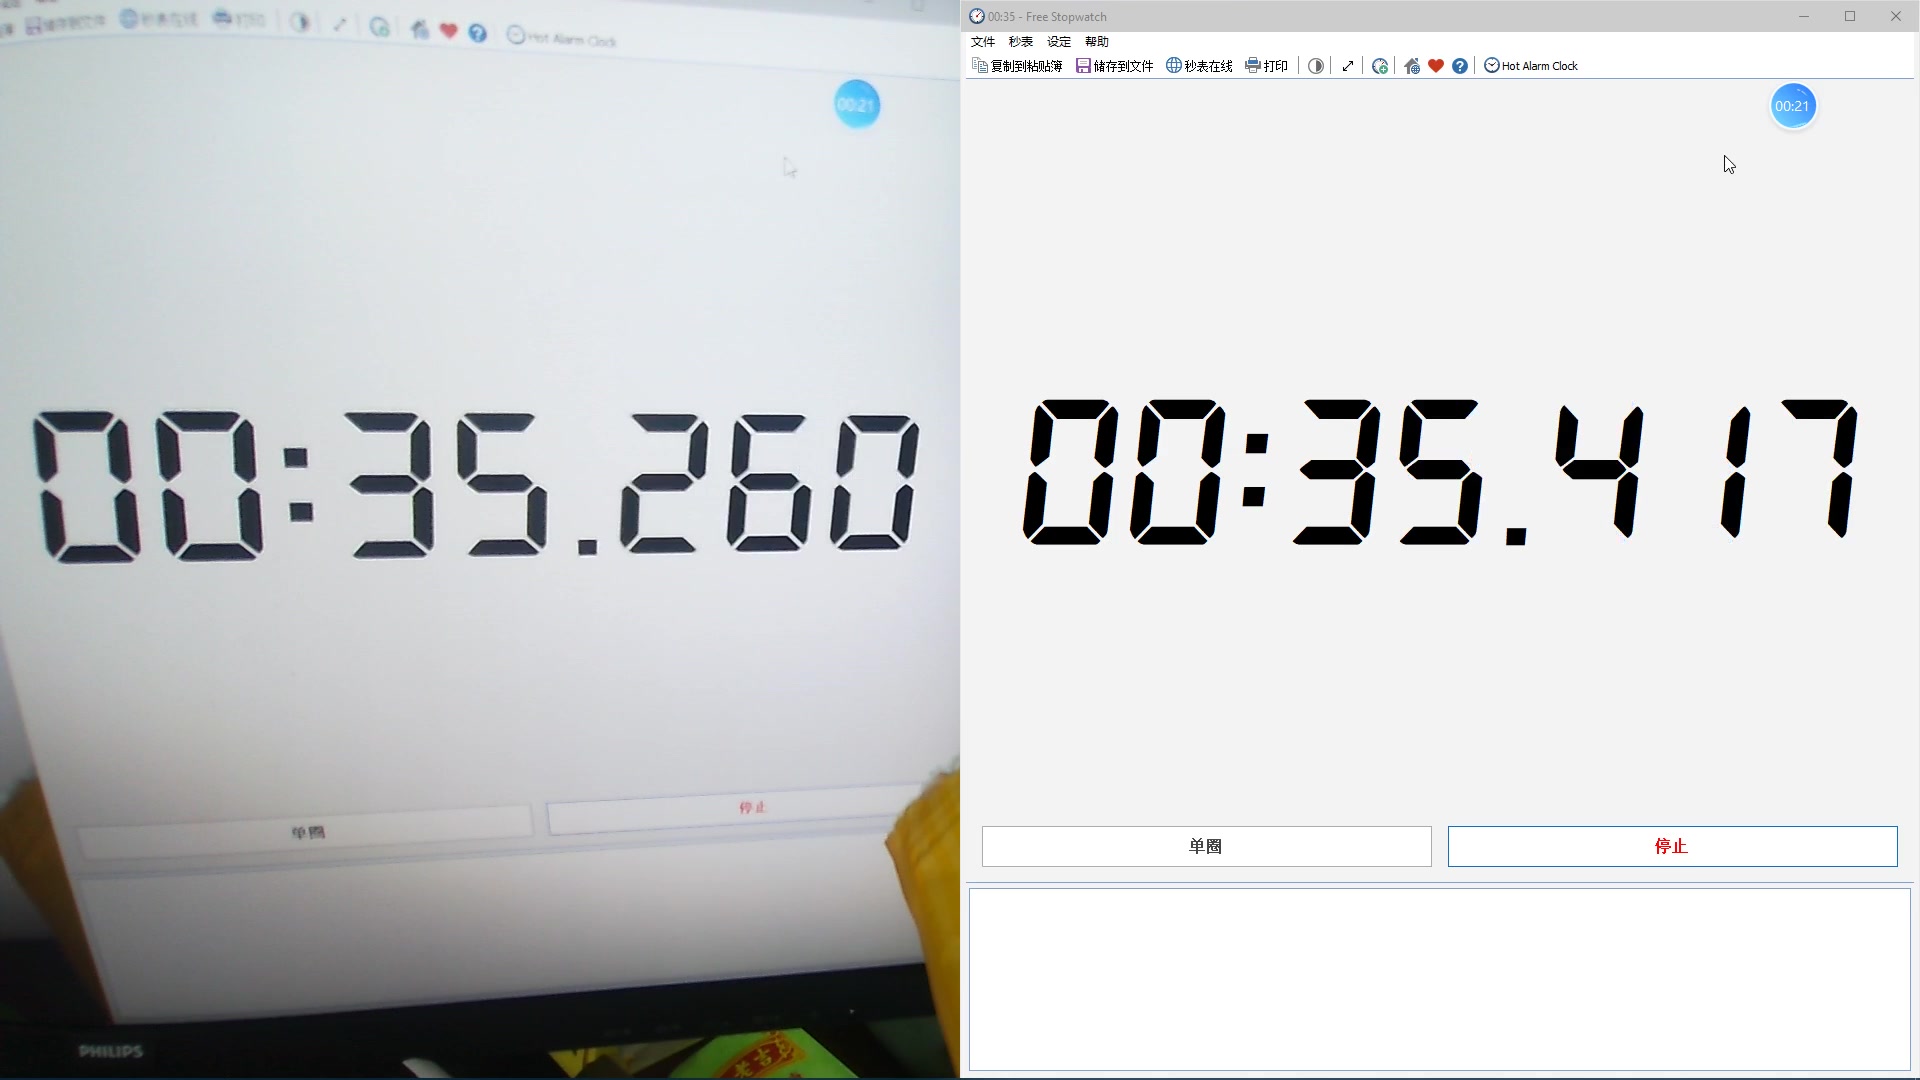 储存到文件 秒表在线 打印 Hot Alarm Clock
00:21
00:35.260
单圈 停止
PHILIPS
老吉
00:35 - Free Stopwatch
文件 秒表 设定 帮助
复制到粘贴簿 储存到文件 秒表在线 打印 Hot Alarm Clock
00:21
00:35.417
单圈 停止